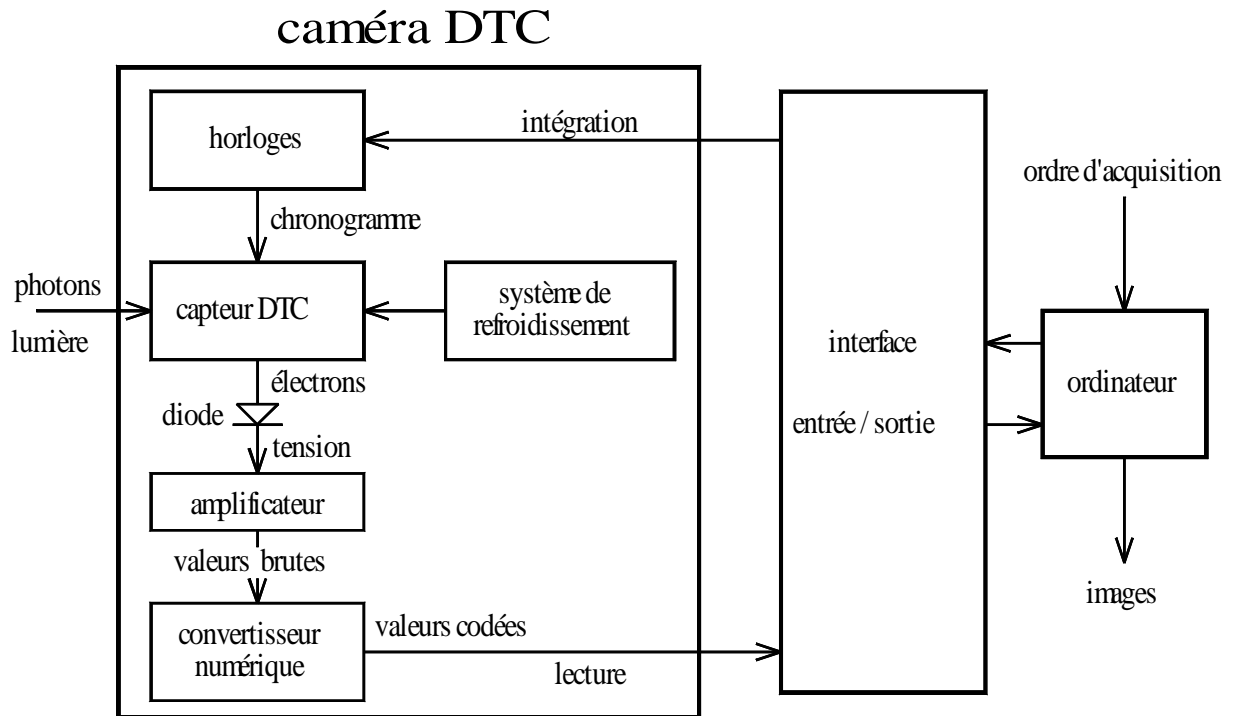 caméra DTC
horloges
intégration
ordre d'acquisition
chronogramme
photons
lumière
capteur DTC
système de
refroidissement
interface
entrée / sortie
ordinateur
électrons
diode
tension
amplificateur
valeurs brutes
images
convertisseur
numérique
valeurs codées
lecture